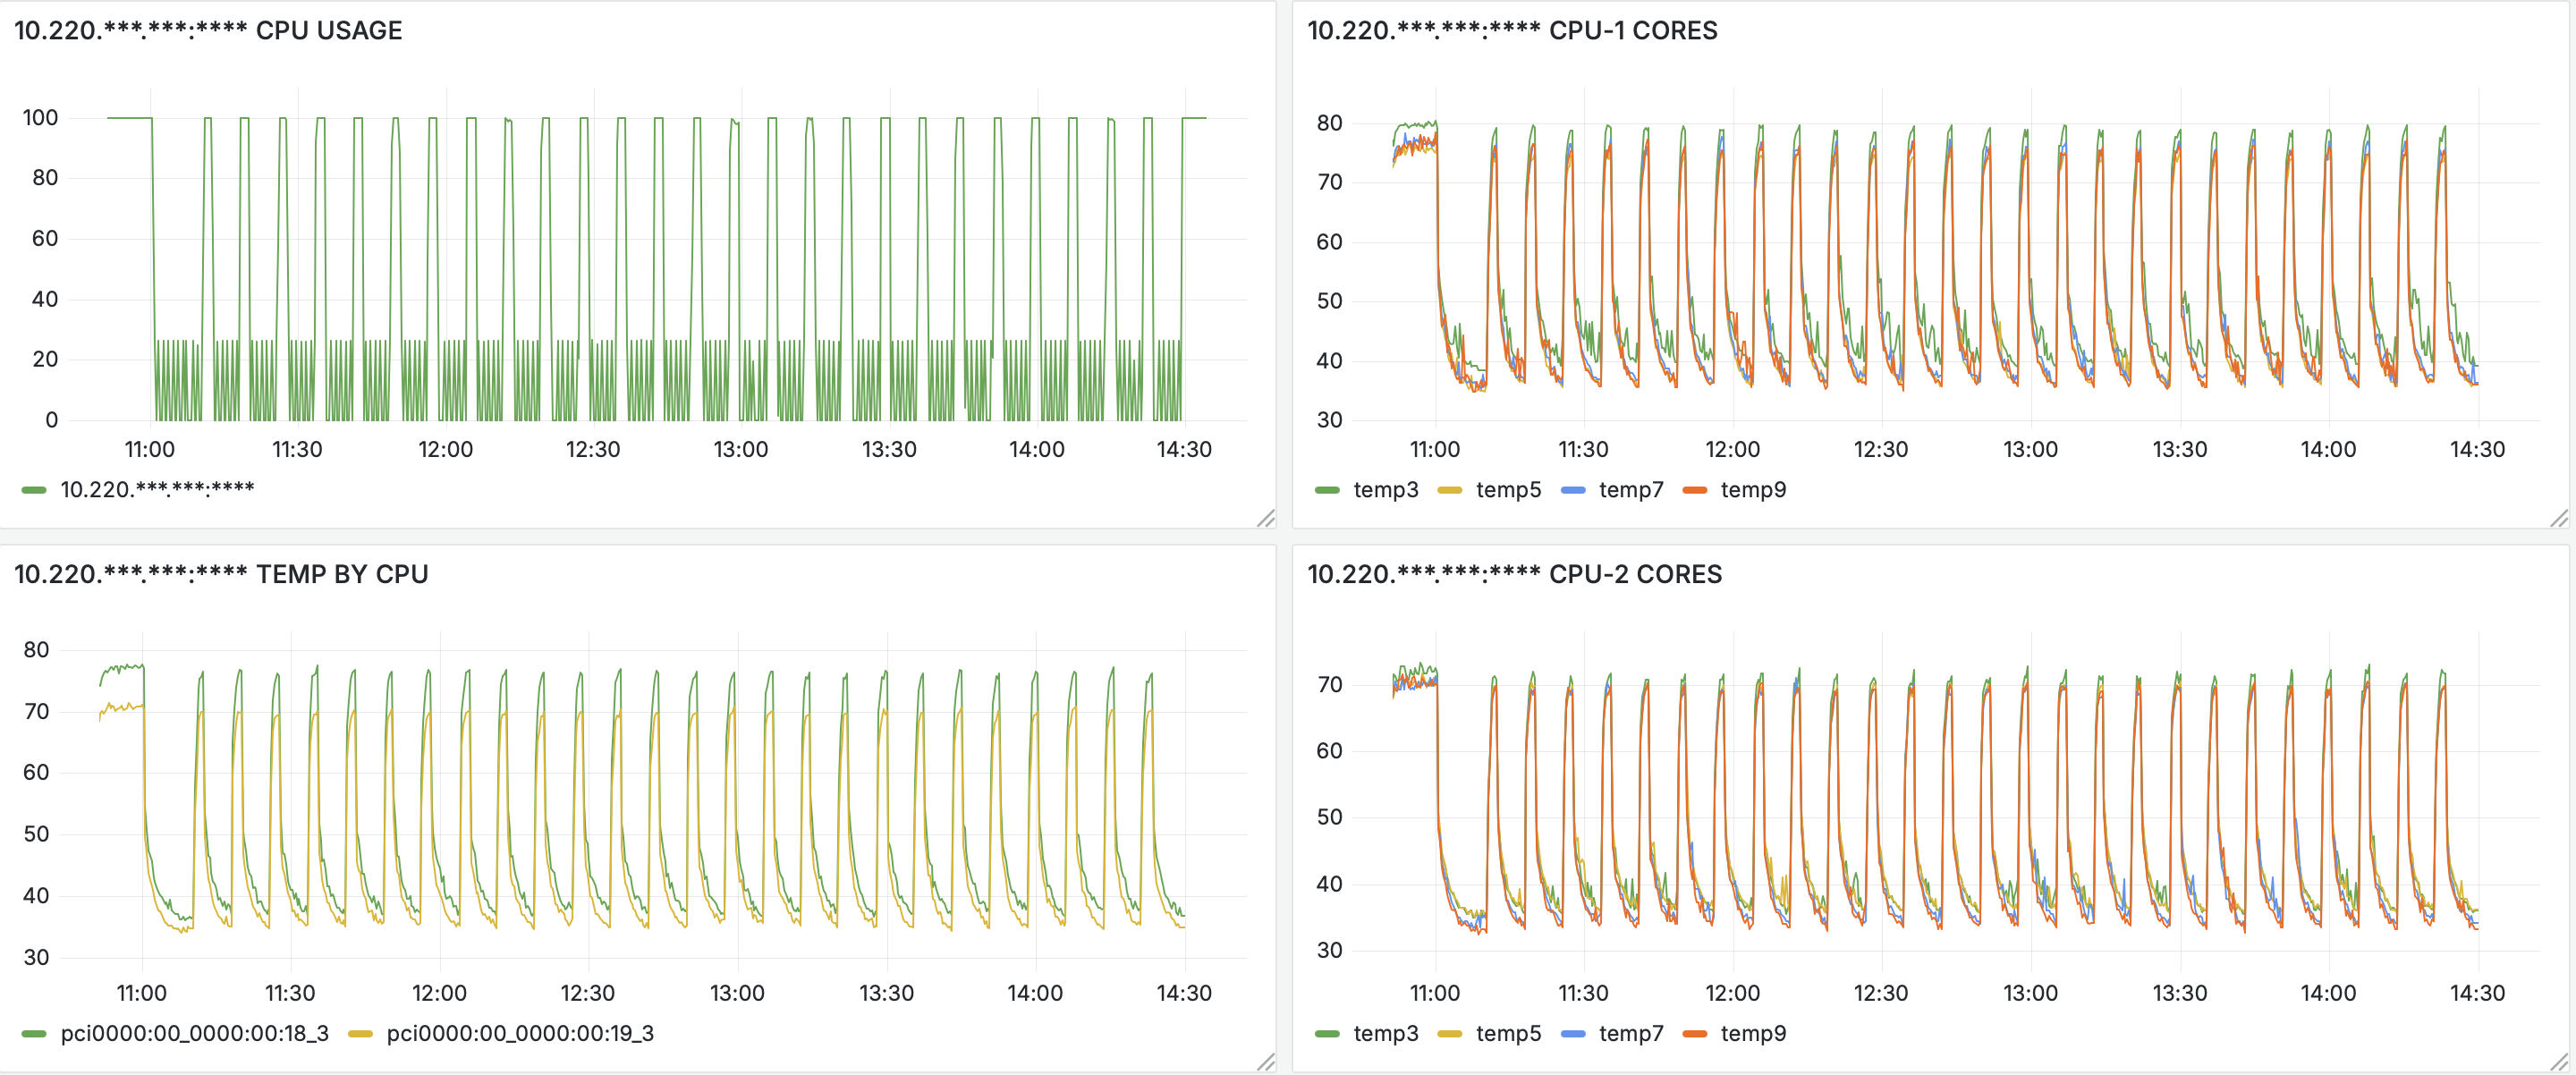 10.220.***.***:**** CPU USAGE
100
80
60
40
20
0
11:00 11:30 12:00 12:30 13:00 13:30 14:00 14:30
10.220.***.***:****
10.220.***.***:**** CPU-1 CORES
80
70
60
50
40
30
11:00 11:30 12:00 12:30 13:00 13:30 14:00 14:30
temp3 temp5 temp7 temp9
10.220.***.***:**** TEMP BY CPU
80
70
60
50
40
30
11:00 11:30 12:00 12:30 13:00 13:30 14:00 14:30
pci0000:00_0000:00:18_3 pci0000:00_0000:00:19_3
10.220.***.***:**** CPU-2 CORES
70
60
50
40
30
11:00 11:30 12:00 12:30 13:00 13:30 14:00 14:30
temp3 temp5 temp7 temp9